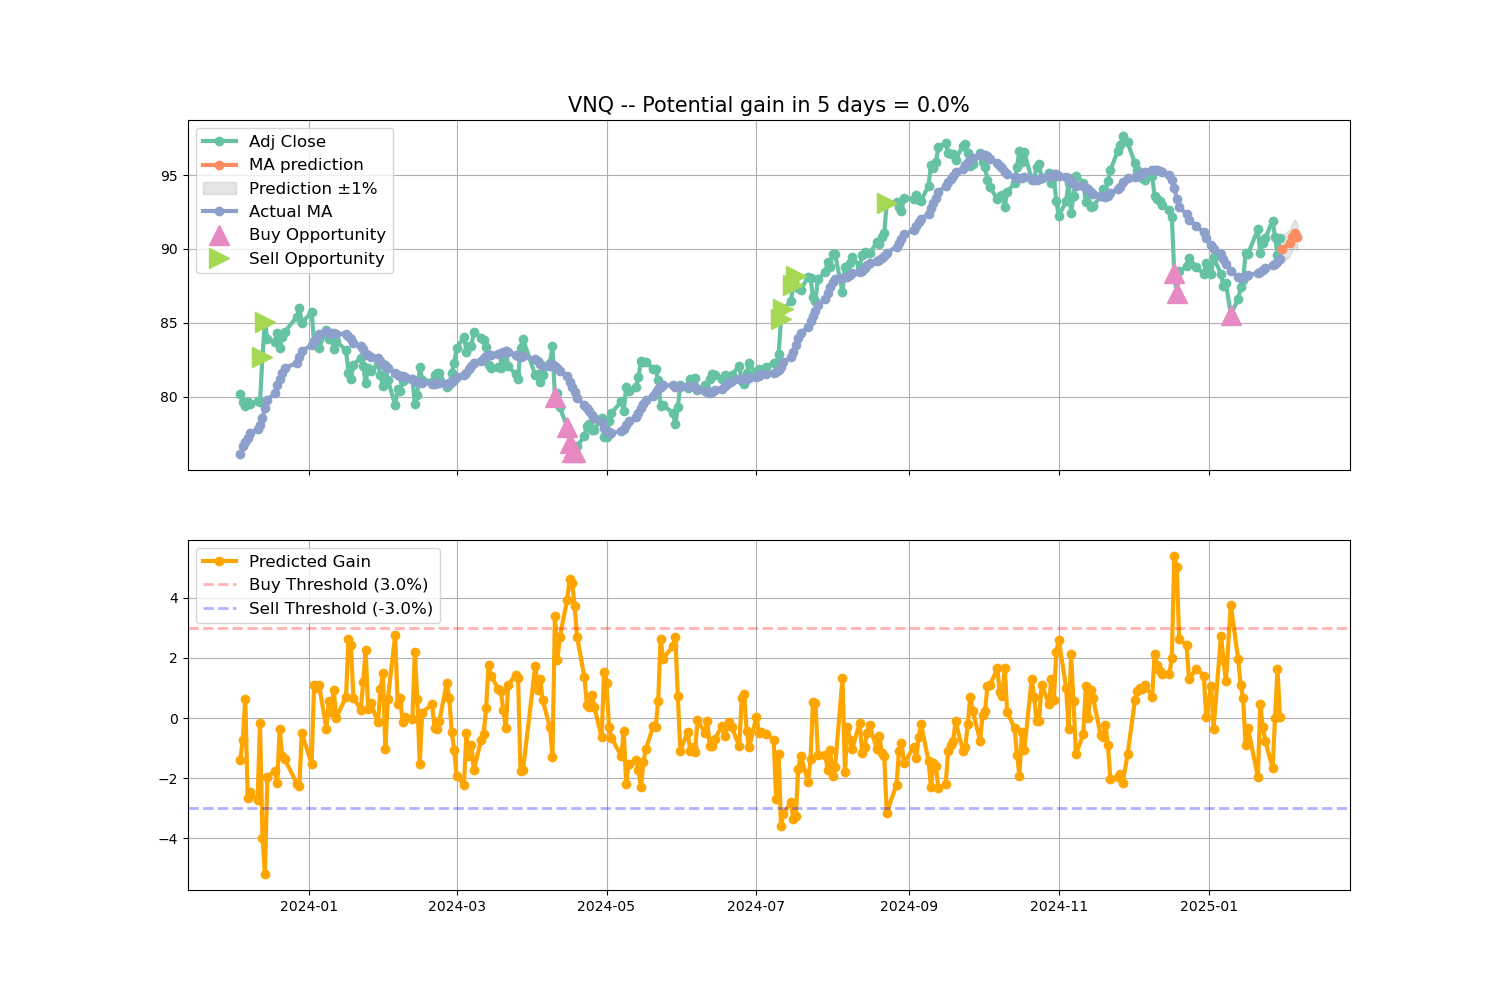 VNQ -- Potential gain in 5 days = 0.0%
Adj Close
MA prediction
Prediction ±1%
Actual MA
Buy Opportunity
Sell Opportunity
95
90
85
80
Predicted Gain
Buy Threshold (3.0%)
Sell Threshold (-3.0%)
4
2
0
−2
−4
2024-01 2024-03 2024-05 2024-07 2024-09 2024-11 2025-01